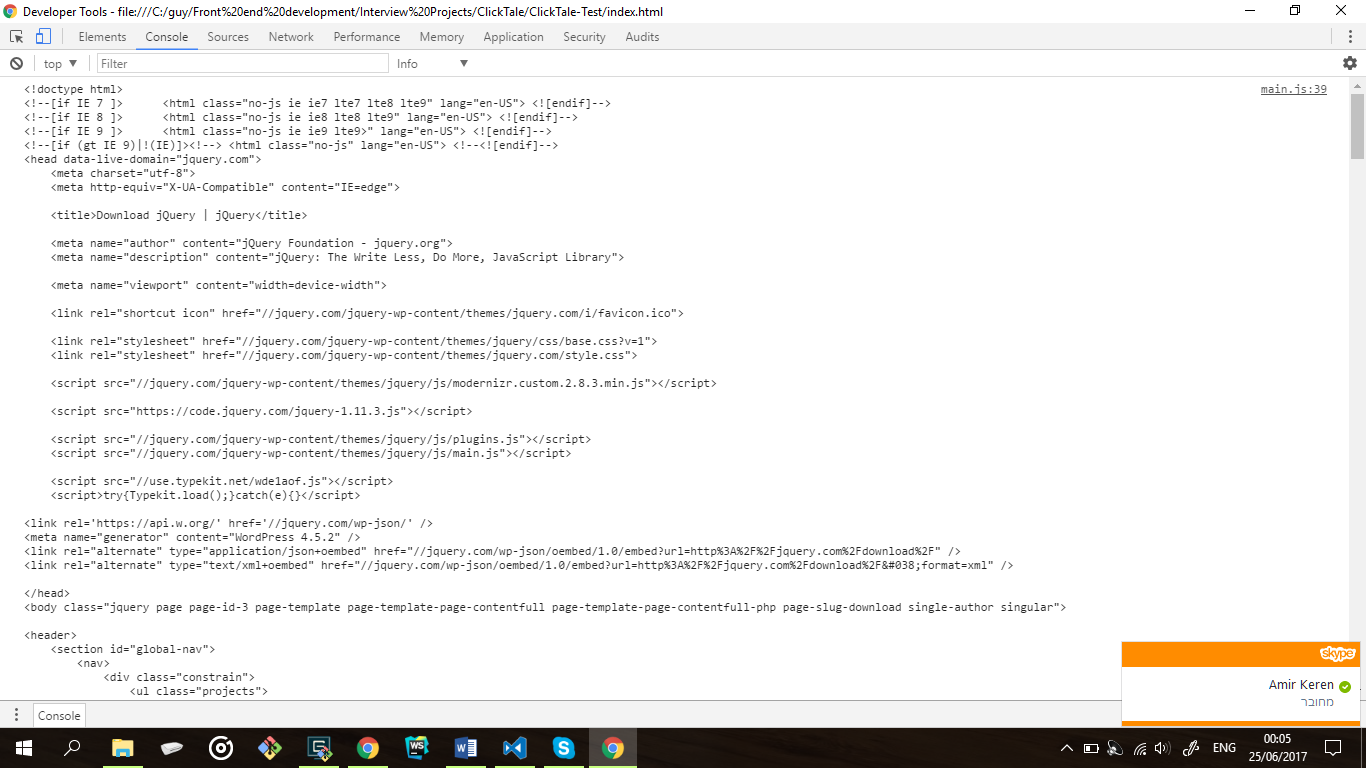 Developer Tools - file:///C:/guy/Front%20end%20development/Interview%20Projects/ClickTale/ClickTale-Test/index.html
Elements Console Sources Network Performance Memory Application Security Audits
top ▼ Filter Info ▼
<!doctype html> main.js:39
<!--[if IE 7 ]>      <html class="no-js ie ie7 lte7 lte8 lte9" lang="en-US"> <![endif]-->
<!--[if IE 8 ]>      <html class="no-js ie ie8 lte8 lte9" lang="en-US"> <![endif]-->
<!--[if IE 9 ]>      <html class="no-js ie ie9 lte9>" lang="en-US"> <![endif]-->
<!--[if (gt IE 9)|!(IE)]><!--> <html class="no-js" lang="en-US"> <!--<![endif]-->
<head data-live-domain="jquery.com">
    <meta charset="utf-8">
    <meta http-equiv="X-UA-Compatible" content="IE=edge">
    <title>Download jQuery | jQuery</title>
    <meta name="author" content="jQuery Foundation - jquery.org">
    <meta name="description" content="jQuery: The Write Less, Do More, JavaScript Library">
    <meta name="viewport" content="width=device-width">
    <link rel="shortcut icon" href="//jquery.com/jquery-wp-content/themes/jquery.com/i/favicon.ico">
    <link rel="stylesheet" href="//jquery.com/jquery-wp-content/themes/jquery/css/base.css?v=1">
    <link rel="stylesheet" href="//jquery.com/jquery-wp-content/themes/jquery.com/style.css">
    <script src="//jquery.com/jquery-wp-content/themes/jquery/js/modernizr.custom.2.8.3.min.js"></script>
    <script src="https://code.jquery.com/jquery-1.11.3.js"></script>
    <script src="//jquery.com/jquery-wp-content/themes/jquery/js/plugins.js"></script>
    <script src="//jquery.com/jquery-wp-content/themes/jquery/js/main.js"></script>
    <script src="//use.typekit.net/wde1aof.js"></script>
    <script>try{Typekit.load();}catch(e){}</script>
<link rel='https://api.w.org/' href='//jquery.com/wp-json/' />
<meta name="generator" content="WordPress 4.5.2" />
<link rel="alternate" type="application/json+oembed" href="//jquery.com/wp-json/oembed/1.0/embed?url=http%3A%2F%2Fjquery.com%2Fdownload%2F" />
<link rel="alternate" type="text/xml+oembed" href="//jquery.com/wp-json/oembed/1.0/embed?url=http%3A%2F%2Fjquery.com%2Fdownload%2F&#038;format=xml" />
</head>
<body class="jquery page page-id-3 page-template page-template-page-contentfull page-template-page-contentfull-php page-slug-download single-author singular">
<header>
    <section id="global-nav">
        <nav>
            <div class="constrain">
                <ul class="projects">
skype
Amir Keren
מחובר
Console
WS
ENG
00:05
25/06/2017